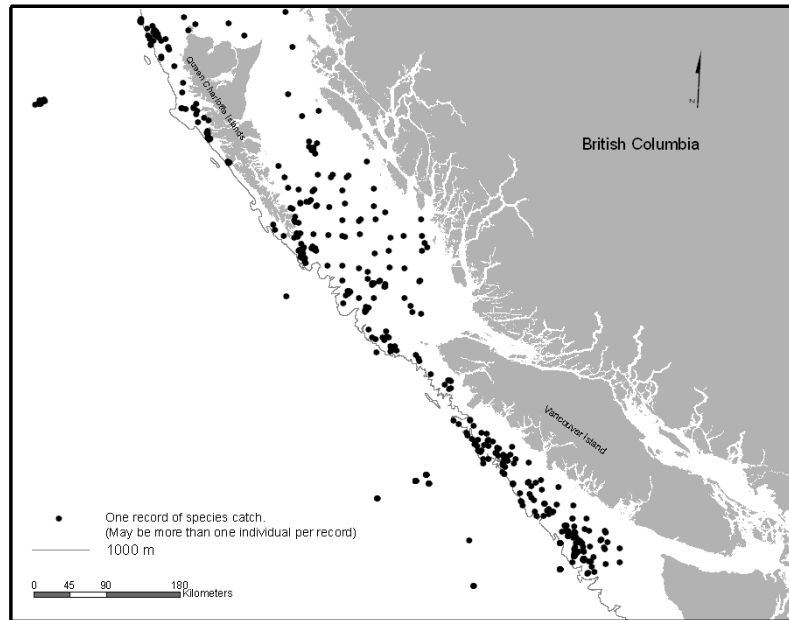 Queen Charlotte Islands
British Columbia
N
Vancouver Island
One record of species catch.
(May be more than one individual per record)
1000 m
0 45 90 180
Kilometers